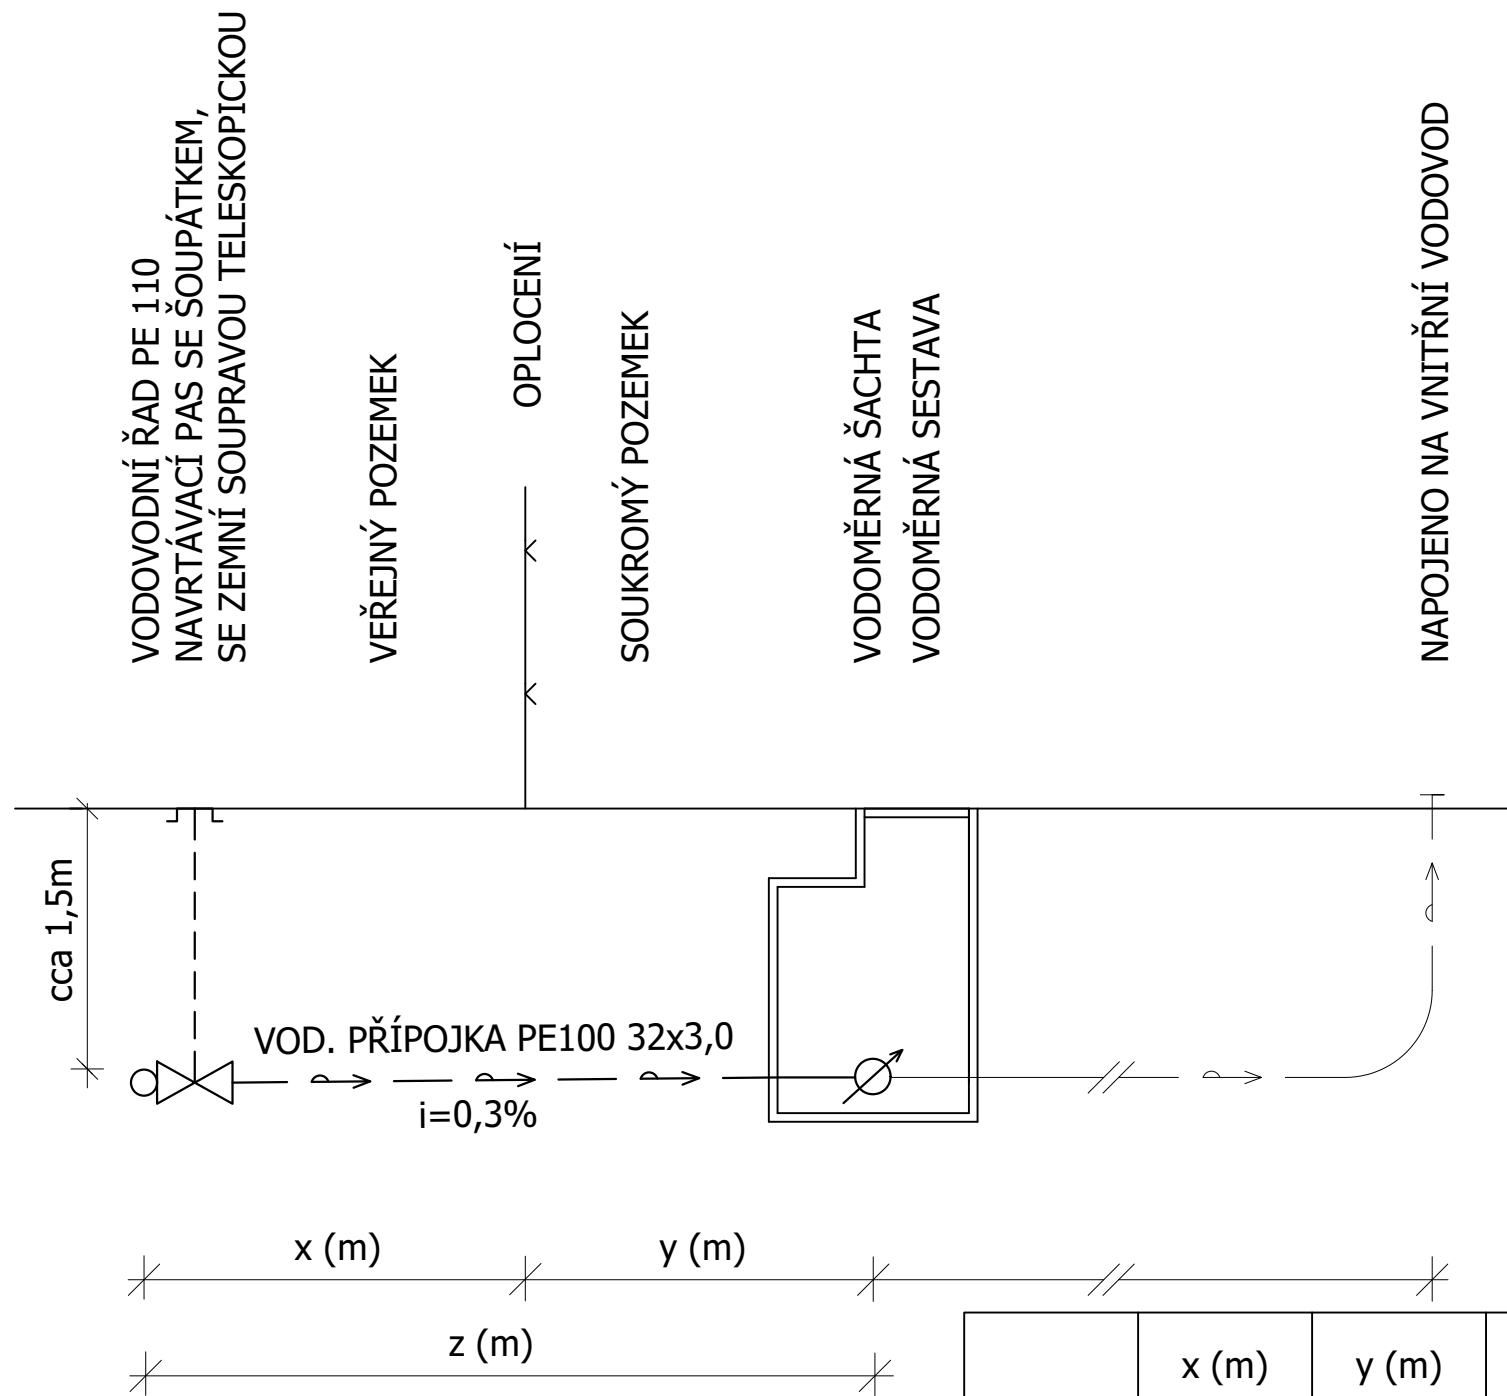 VODOVODNÍ ŘAD PE 110
NAVRTÁVACÍ PAS SE ŠOUPÁTKEM,
SE ZEMNÍ SOUPRAVOU TELESKOPICKOU
VEŘEJNÝ POZEMEK
OPLOCENÍ
SOUKROMÝ POZEMEK
VODOMĚRNÁ ŠACHTA
VODOMĚRNÁ SESTAVA
NAPOJENO NA VNITŘNÍ VODOVOD
cca 1,5m
VOD. PŘÍPOJKA PE100 32x3,0
i=0,3%
x (m)
y (m)
z (m)
x (m)
y (m)